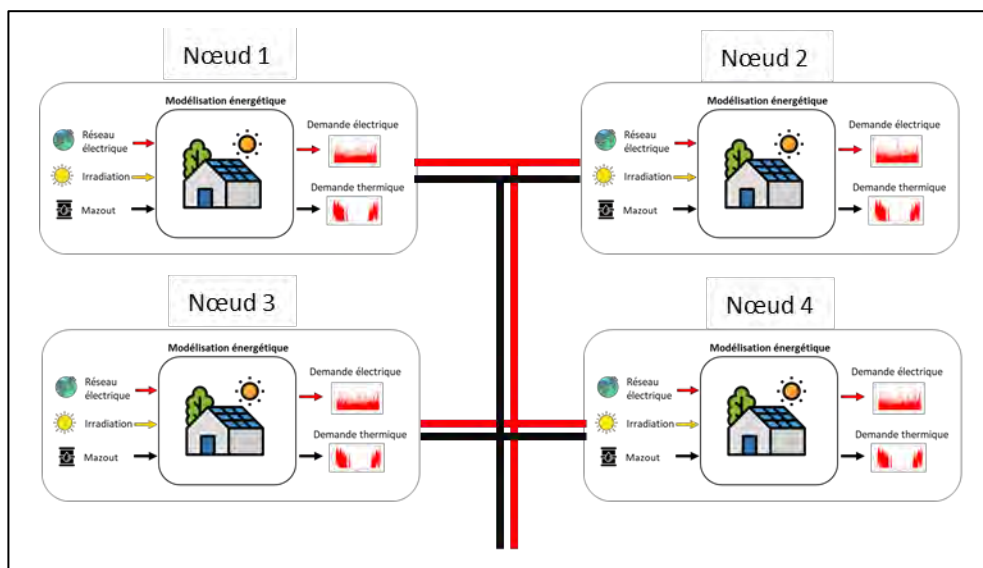 Nœud 1
Modélisation énergétique
Réseau
électrique
Irradiation
Mazout
Demande électrique
Demande thermique
Nœud 2
Modélisation énergétique
Réseau
électrique
Irradiation
Mazout
Demande électrique
Demande thermique
Nœud 3
Modélisation énergétique
Réseau
électrique
Irradiation
Mazout
Demande électrique
Demande thermique
Nœud 4
Modélisation énergétique
Réseau
électrique
Irradiation
Mazout
Demande électrique
Demande thermique